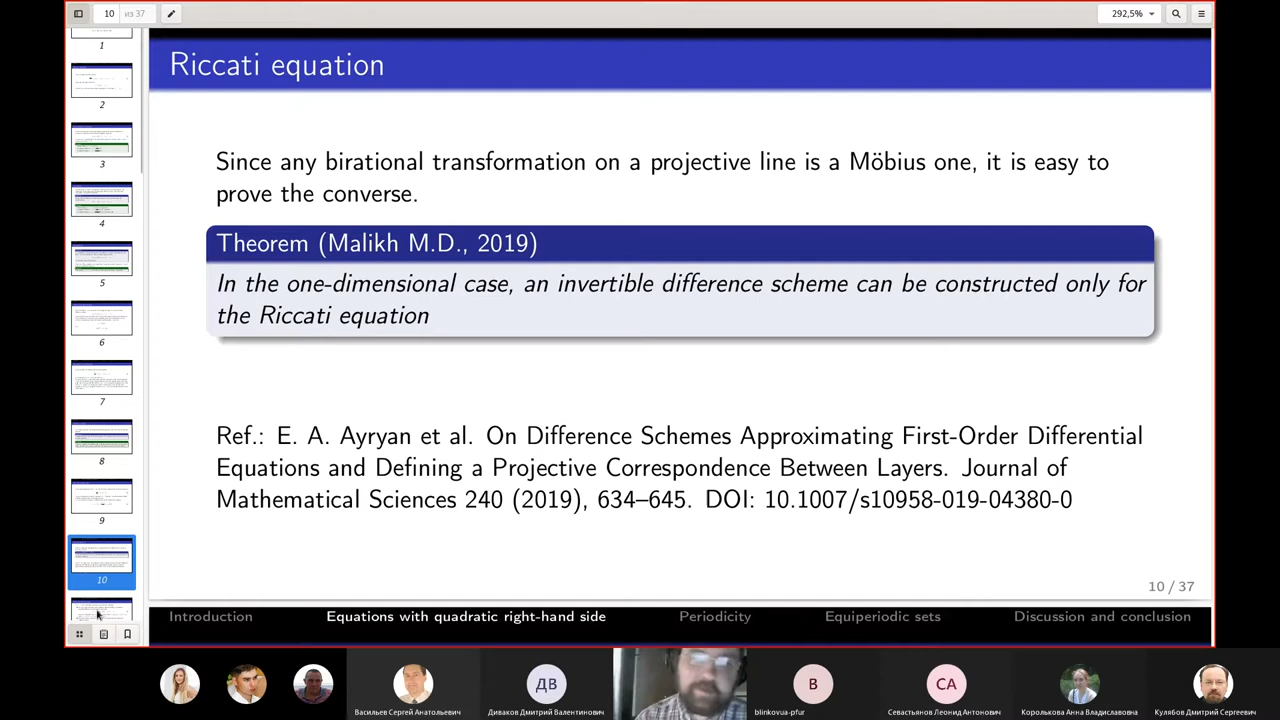 10
из 37
292,5%
1
2
3
4
5
6
7
8
9
10
Riccati equation
Since any birational transformation on a projective line is a Möbius one, it is easy to
prove the converse.
Theorem (Malikh M.D., 2019)
In the one-dimensional case, an invertible difference scheme can be constructed only for
the Riccati equation
Ref.: E. A. Ayryan et al. On Difference Schemes Approximating First-Order Differential
Equations and Defining a Projective Correspondence Between Layers. Journal of
Mathematical Sciences 240 (2019), 634–645. DOI: 10.1007/s10958-019-04380-0
10 / 37
Introduction Equations with quadratic right-hand side Periodicity Equiperiodic sets Discussion and conclusion
ДВ B СА
Васильев Сергей Анатольевич Диваков Дмитрий Валентинович blinkovua-pfur Севастьянов Леонид Антонович Королькова Анна Владиславовна Кулябов Дмитрий Сергеевич